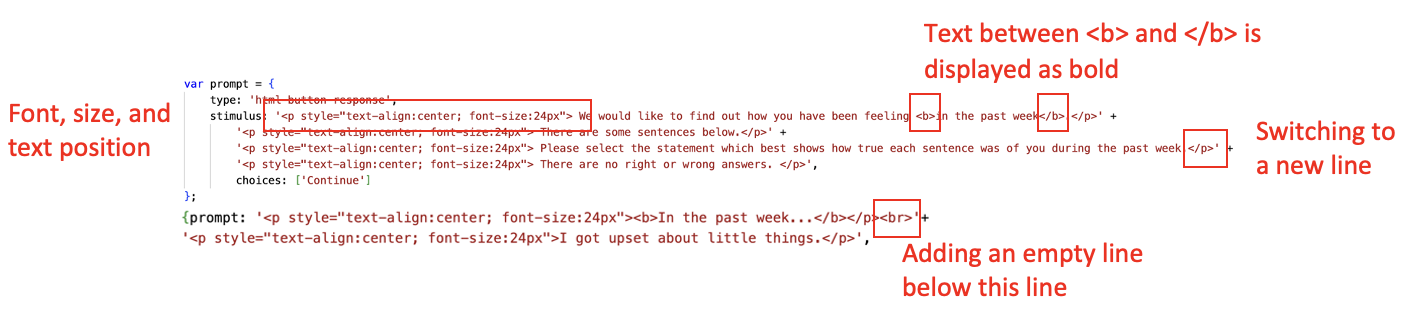 Text between <b> and </b> is
displayed as bold
Font, size, and
text position
var prompt = {
type: 'html-button-response',
stimulus: '<p style="text-align:center; font-size:24px"> We would like to find out how you have been feeling <b>in the past week</b>.</p>' +
'<p style="text-align:center; font-size:24px"> There are some sentences below.</p>' +
'<p style="text-align:center; font-size:24px"> Please select the statement which best shows how true each sentence was of you during the past week.</p>' +
'<p style="text-align:center; font-size:24px"> There are no right or wrong answers. </p>',
choices: ['Continue']
};
Switching to
a new line
{prompt: '<p style="text-align:center; font-size:24px"><b>In the past week...</b></p><br>'+
'<p style="text-align:center; font-size:24px">I got upset about little things.</p>',
Adding an empty line
below this line